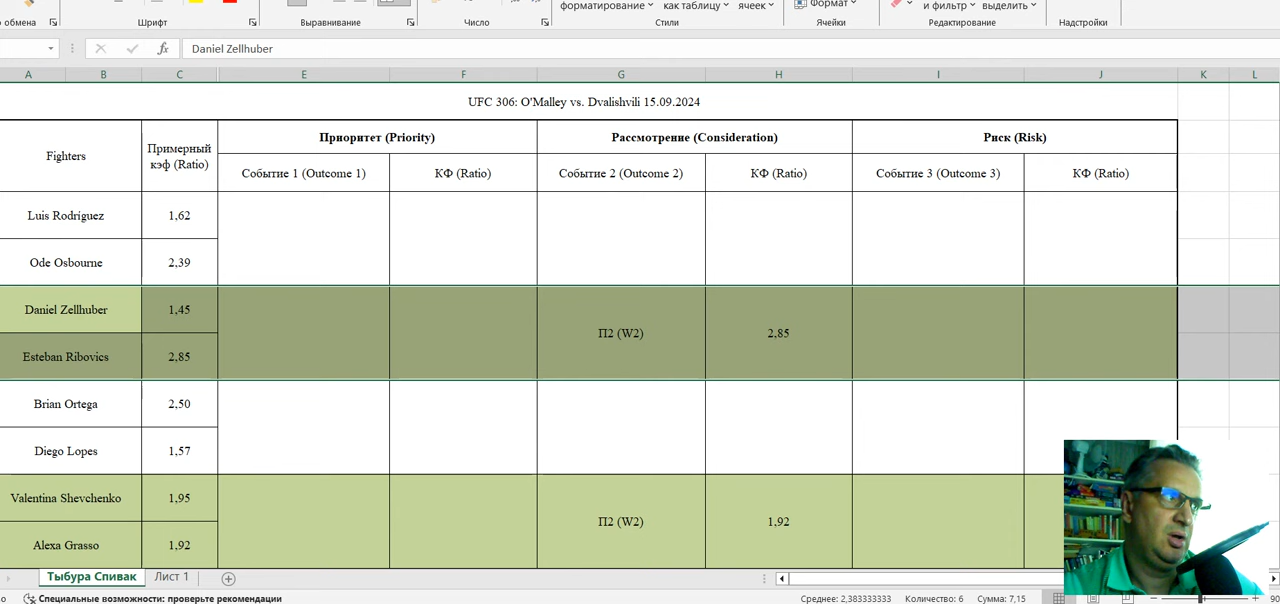 форматирование как таблицу ячеек Формат и фильтр выделить
обмена Шрифт Выравнивание Число Стили Ячейки Редактирование Надстройки
fx Daniel Zellhuber
A B C E F G H I J K L
UFC 306: O'Malley vs. Dvalishvili 15.09.2024
Fighters Примерный кэф (Ratio) Приоритет (Priority) Рассмотрение (Consideration) Риск (Risk)
Событие 1 (Outcome 1) КФ (Ratio) Событие 2 (Outcome 2) КФ (Ratio) Событие 3 (Outcome 3) КФ (Ratio)
Luis Rodríguez 1,62
Ode Osbourne 2,39
Daniel Zellhuber 1,45
П2 (W2) 2,85
Esteban Ribovics 2,85
Brian Ortega 2,50
Diego Lopes 1,57
Valentina Shevchenko 1,95
П2 (W2) 1,92
Alexa Grasso 1,92
Тыбура Спивак Лист 1
Специальные возможности: проверьте рекомендации Среднее: 2,383333333 Количество: 6 Сумма: 7,15 90